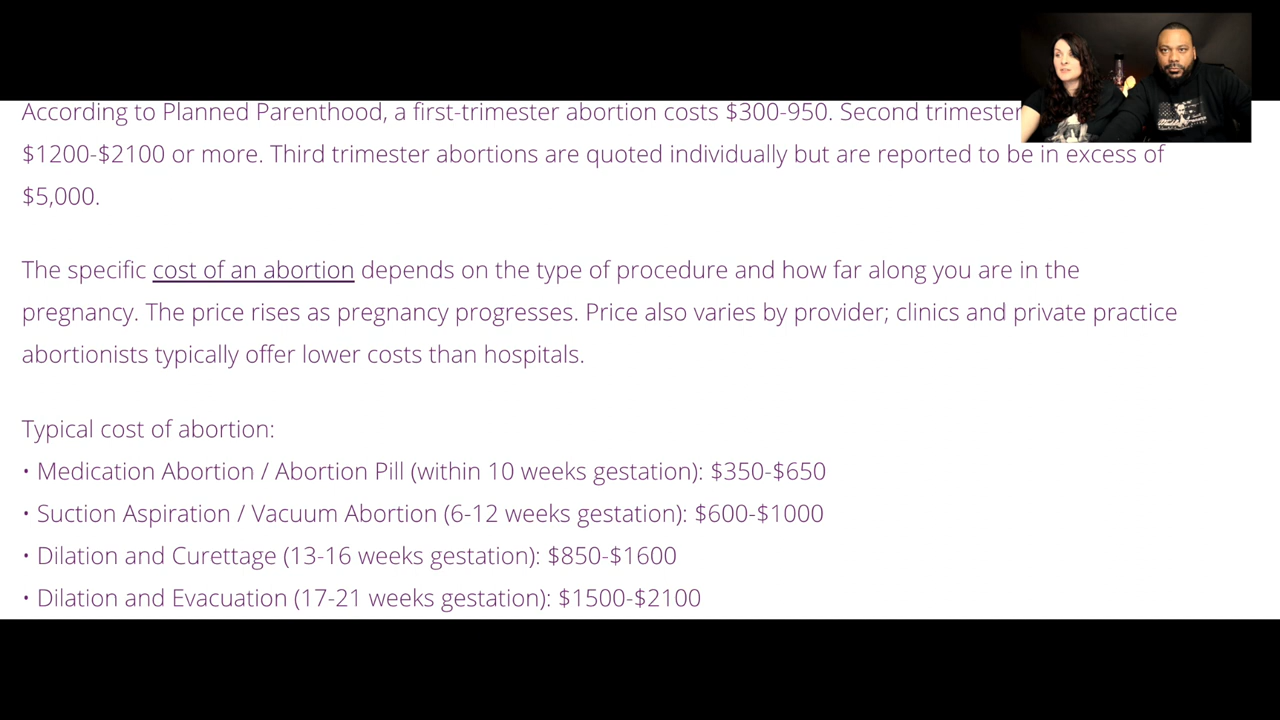 According to Planned Parenthood, a first-trimester abortion costs $300-950. Second trimester
$1200-$2100 or more. Third trimester abortions are quoted individually but are reported to be in excess of
$5,000.
The specific cost of an abortion depends on the type of procedure and how far along you are in the
pregnancy. The price rises as pregnancy progresses. Price also varies by provider; clinics and private practice
abortionists typically offer lower costs than hospitals.
Typical cost of abortion:
• Medication Abortion / Abortion Pill (within 10 weeks gestation): $350-$650
• Suction Aspiration / Vacuum Abortion (6-12 weeks gestation): $600-$1000
• Dilation and Curettage (13-16 weeks gestation): $850-$1600
• Dilation and Evacuation (17-21 weeks gestation): $1500-$2100